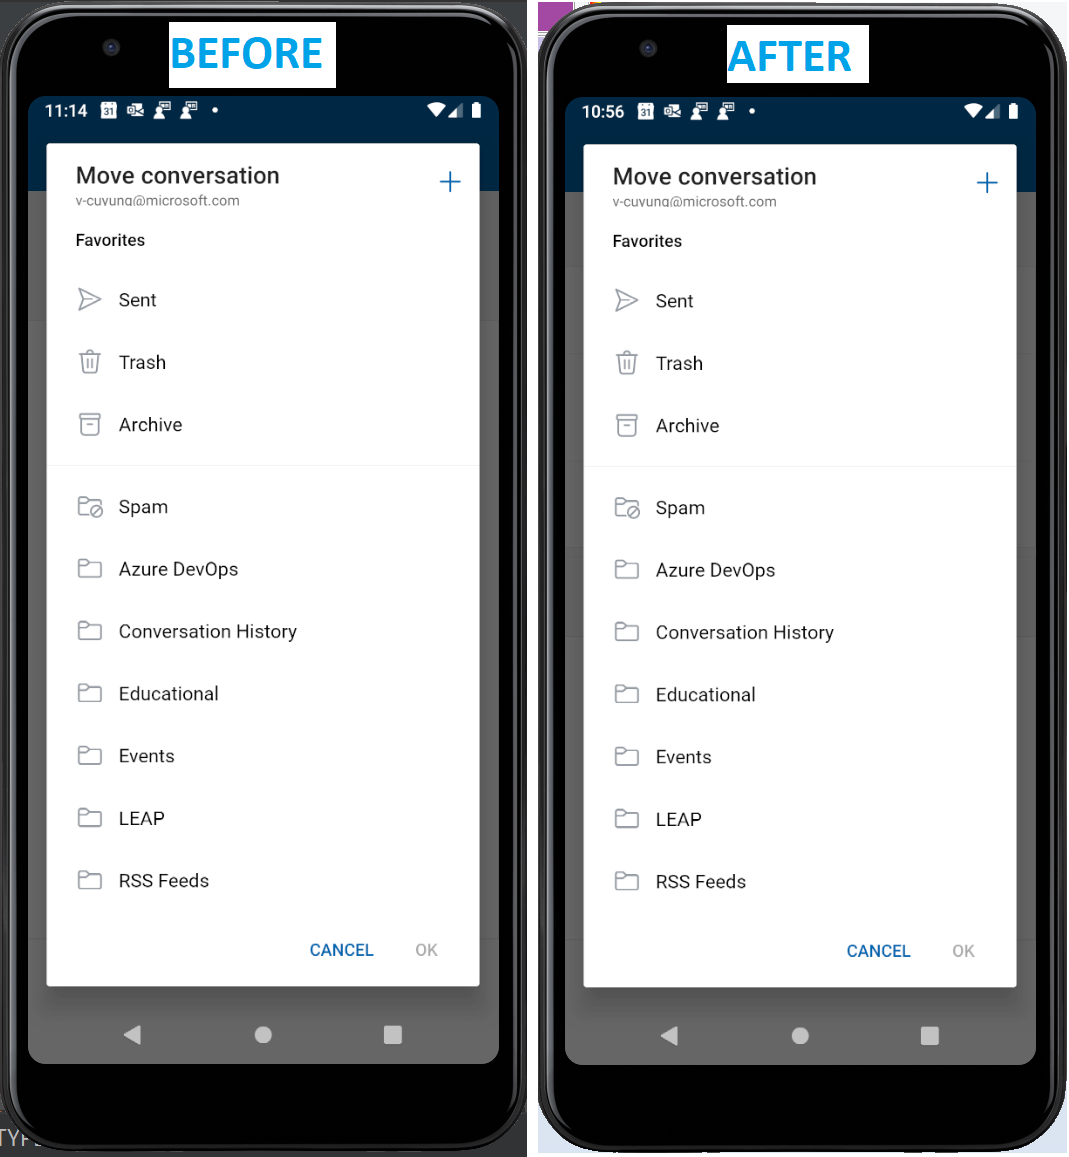 BEFORE
11:14
31
Move conversation
v-cuvung@microsoft.com
Favorites
Sent
Trash
Archive
Spam
Azure DevOps
Conversation History
Educational
Events
LEAP
RSS Feeds
CANCEL OK
AFTER
10:56
31
Move conversation
v-cuvung@microsoft.com
Favorites
Sent
Trash
Archive
Spam
Azure DevOps
Conversation History
Educational
Events
LEAP
RSS Feeds
CANCEL OK